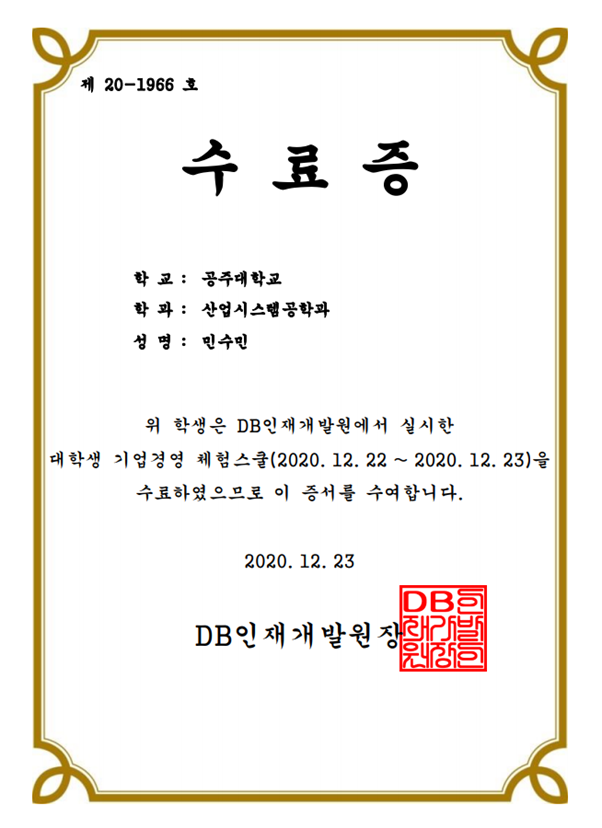 제 20-1966 호
수 료 증
학 교 : 공주대학교
학 과 : 산업시스템공학과
성 명 : 민수민
위 학생은 DB인재개발원에서 실시한
대학생 기업경영 체험스쿨(2020. 12. 22 ~ 2020. 12. 23)을
수료하였으므로 이 증서를 수여합니다.
2020. 12. 23
DB인재개발원장
DB인
재개발
원장인